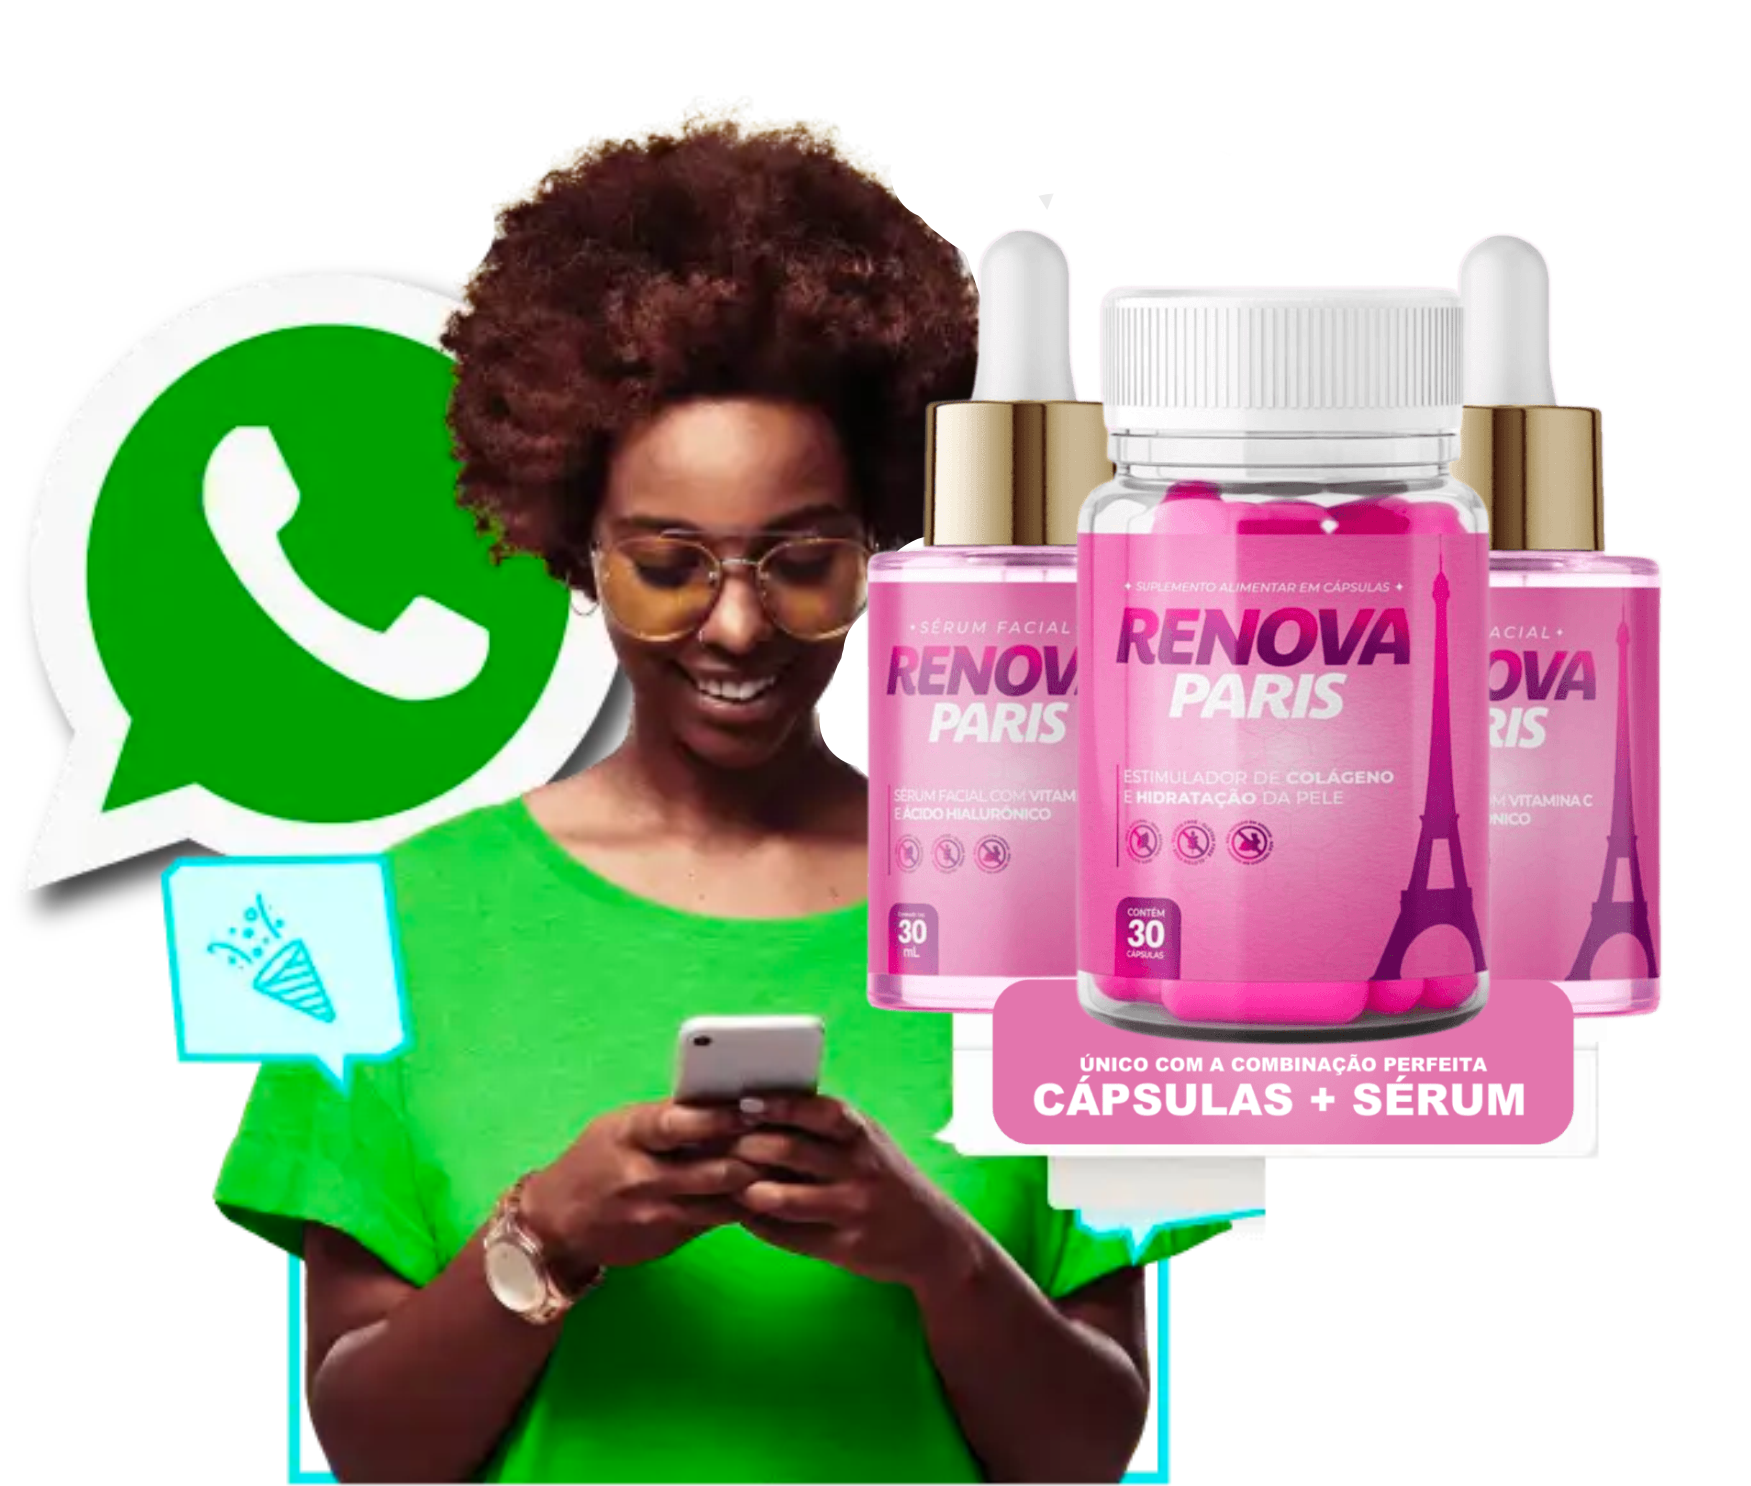 SÉRUM FACIAL
RENOV
PARIS
SÉRUM FACIAL COM VITAM
E ÁCIDO HIALURÔNICO
30
mL
SUPLEMENTO ALIMENTAR EM CÁPSULAS
RENOVA
PARIS
ESTIMULADOR DE COLÁGENO
E HIDRATAÇÃO DA PELE
CONTÉM
30
CÁPSULAS
ACIAL
OVA
RIS
M VITAMINA C
ÔNICO
ÚNICO COM A COMBINAÇÃO PERFEITA
CÁPSULAS + SÉRUM